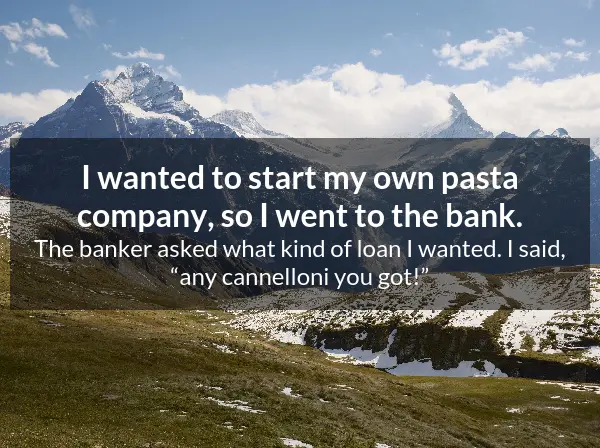 I wanted to start my own pasta
company, so I went to the bank.
The banker asked what kind of loan I wanted. I said,
“any cannelloni you got!”